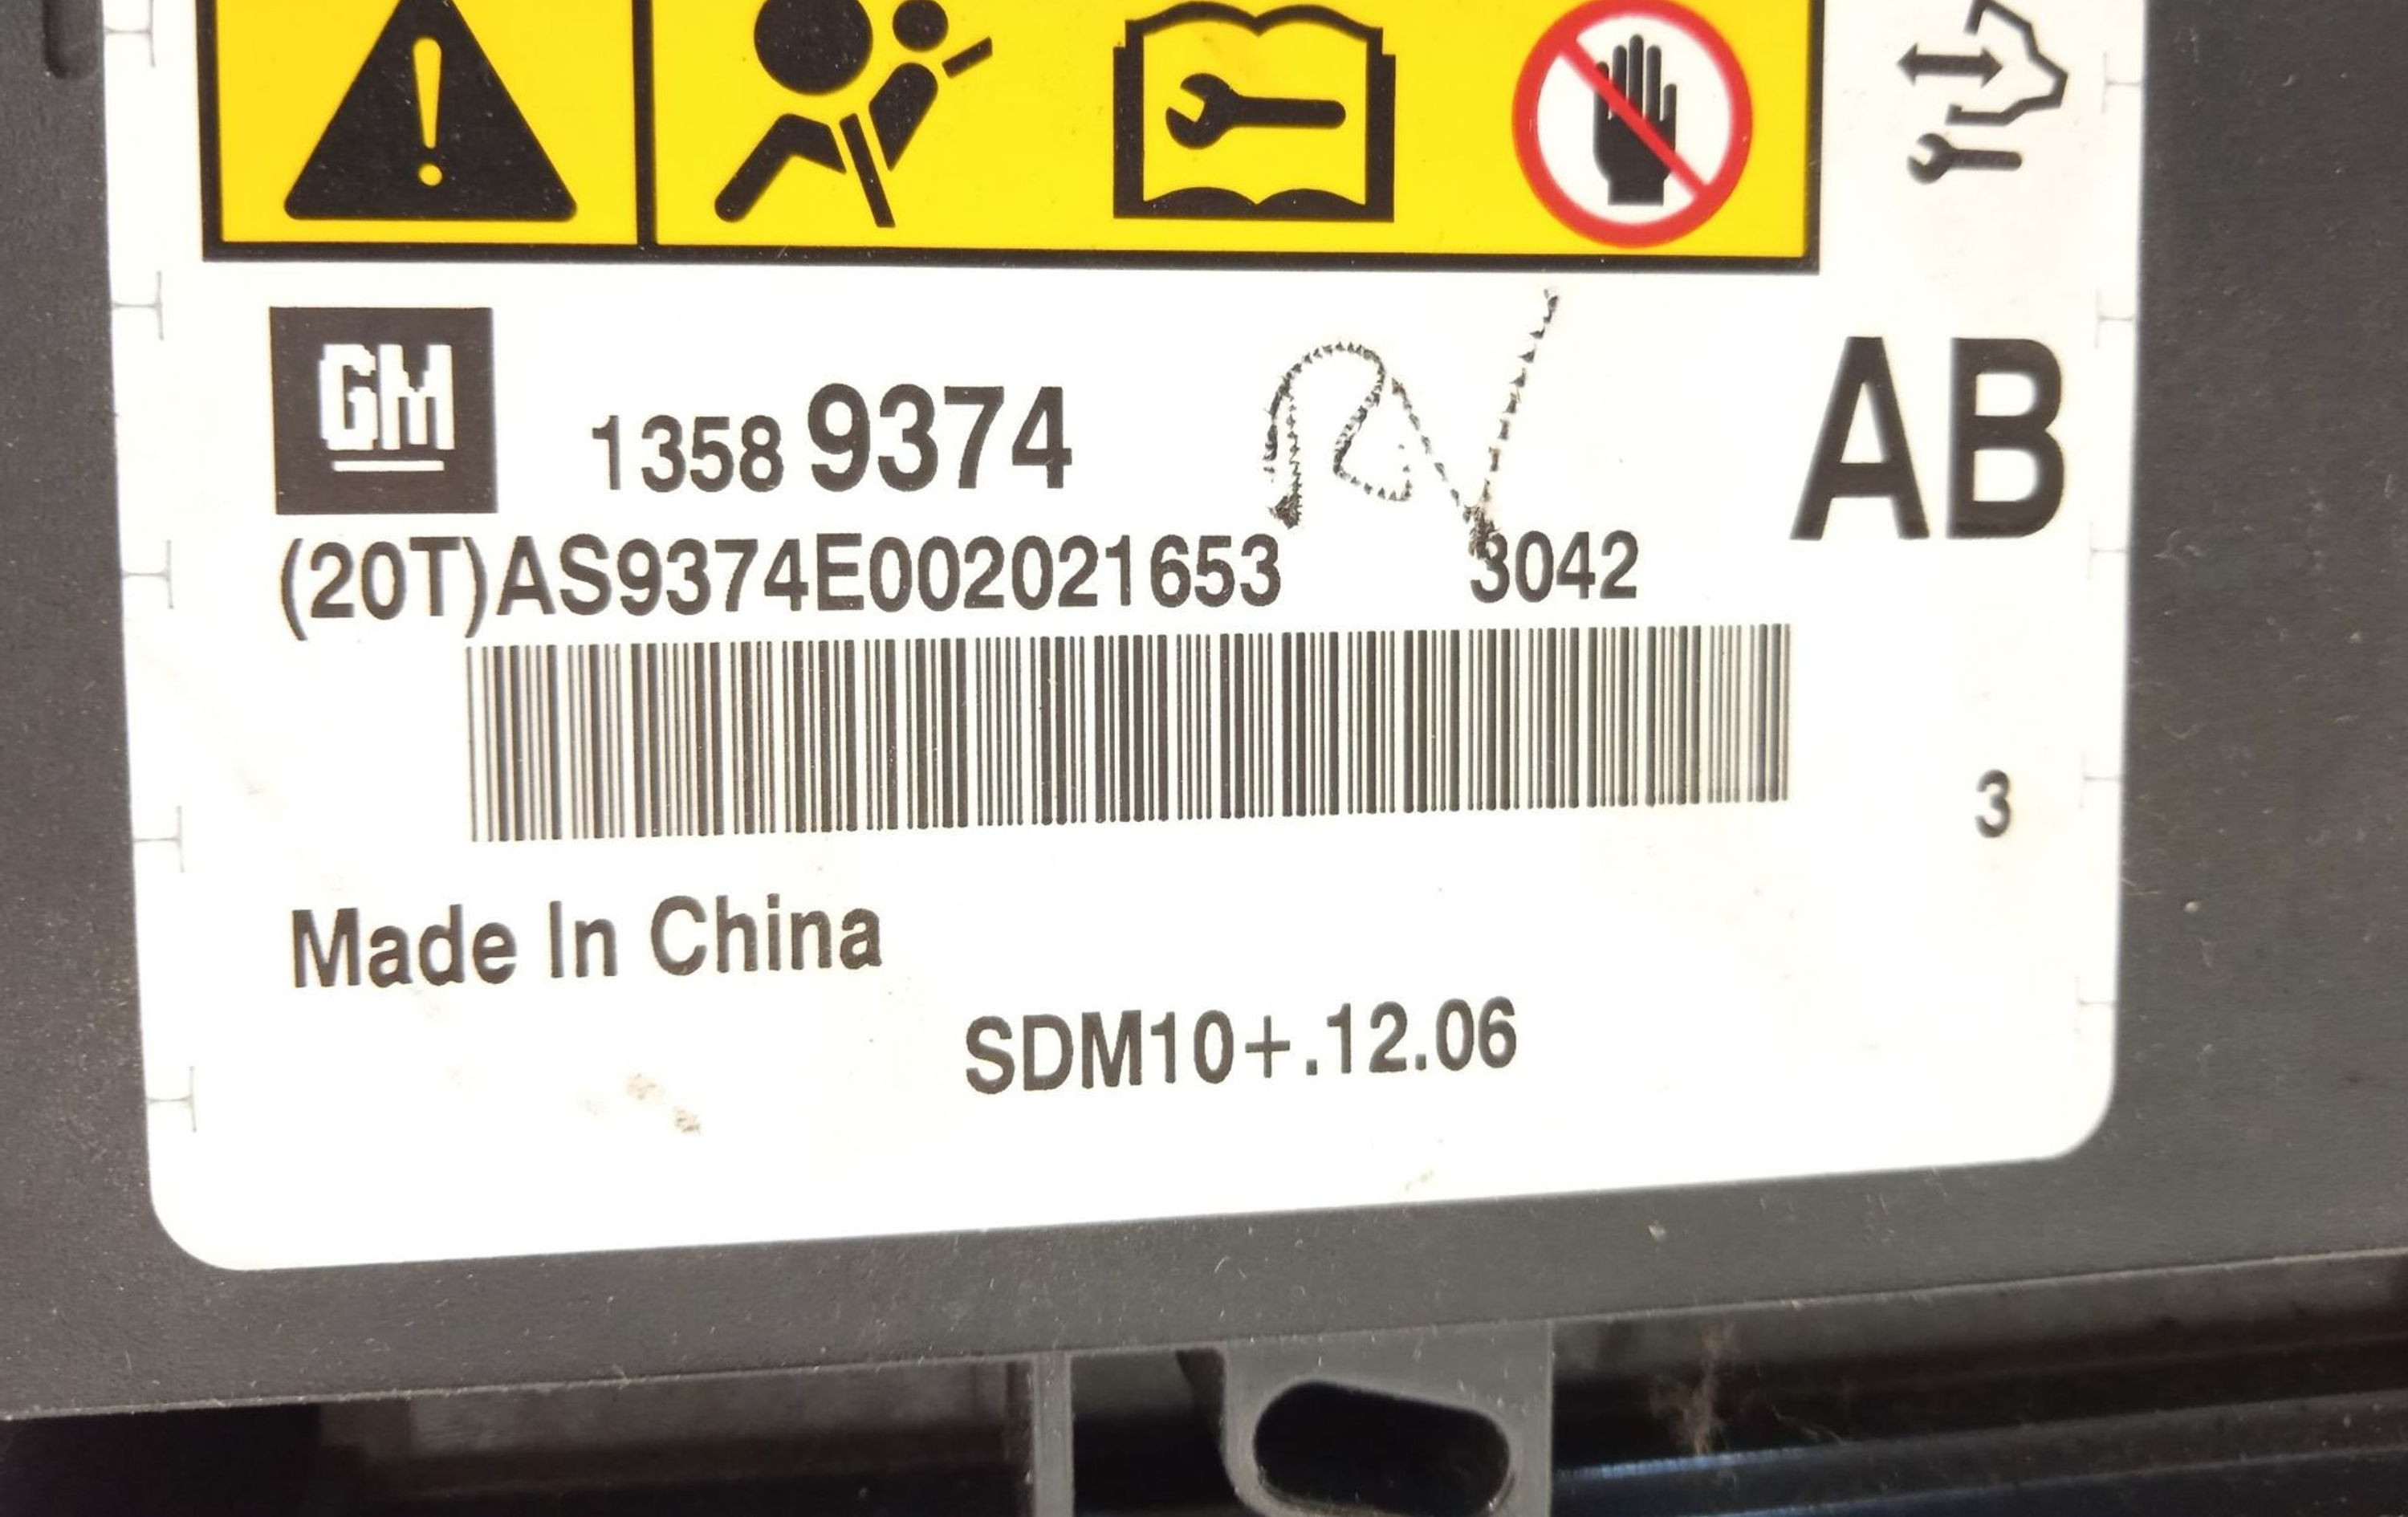 GM 1358 9374 AB
(20T)AS9374E002021653 3042
3
Made In China
SDM10+.12.06